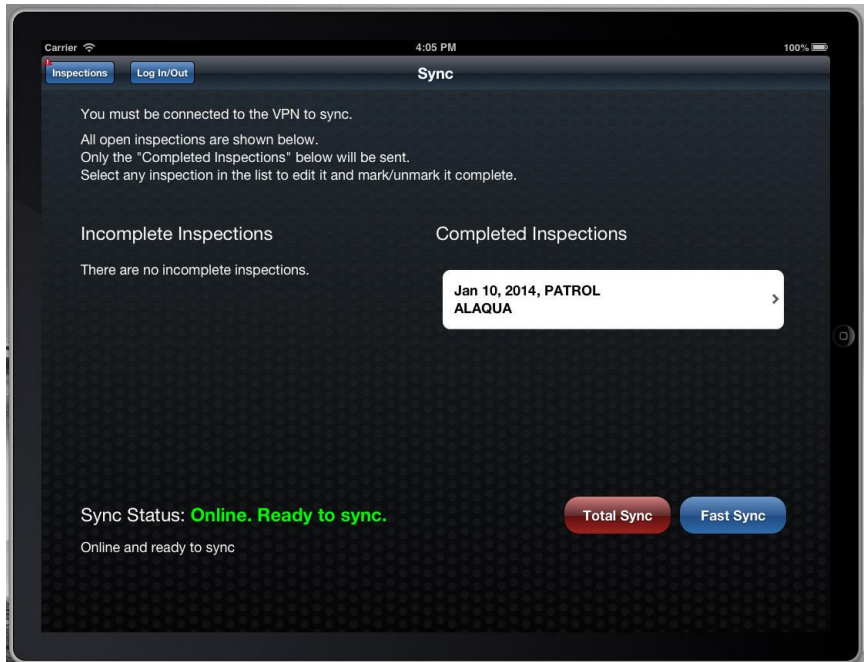 Carrier
4:05 PM
100%
Inspections
Log In/Out
Sync
You must be connected to the VPN to sync.
All open inspections are shown below.
Only the "Completed Inspections" below will be sent.
Select any inspection in the list to edit it and mark/unmark it complete.
Incomplete Inspections
Completed Inspections
There are no incomplete inspections.
Jan 10, 2014, PATROL
ALAQUA
Sync Status: Online. Ready to sync.
Total Sync
Fast Sync
Online and ready to sync